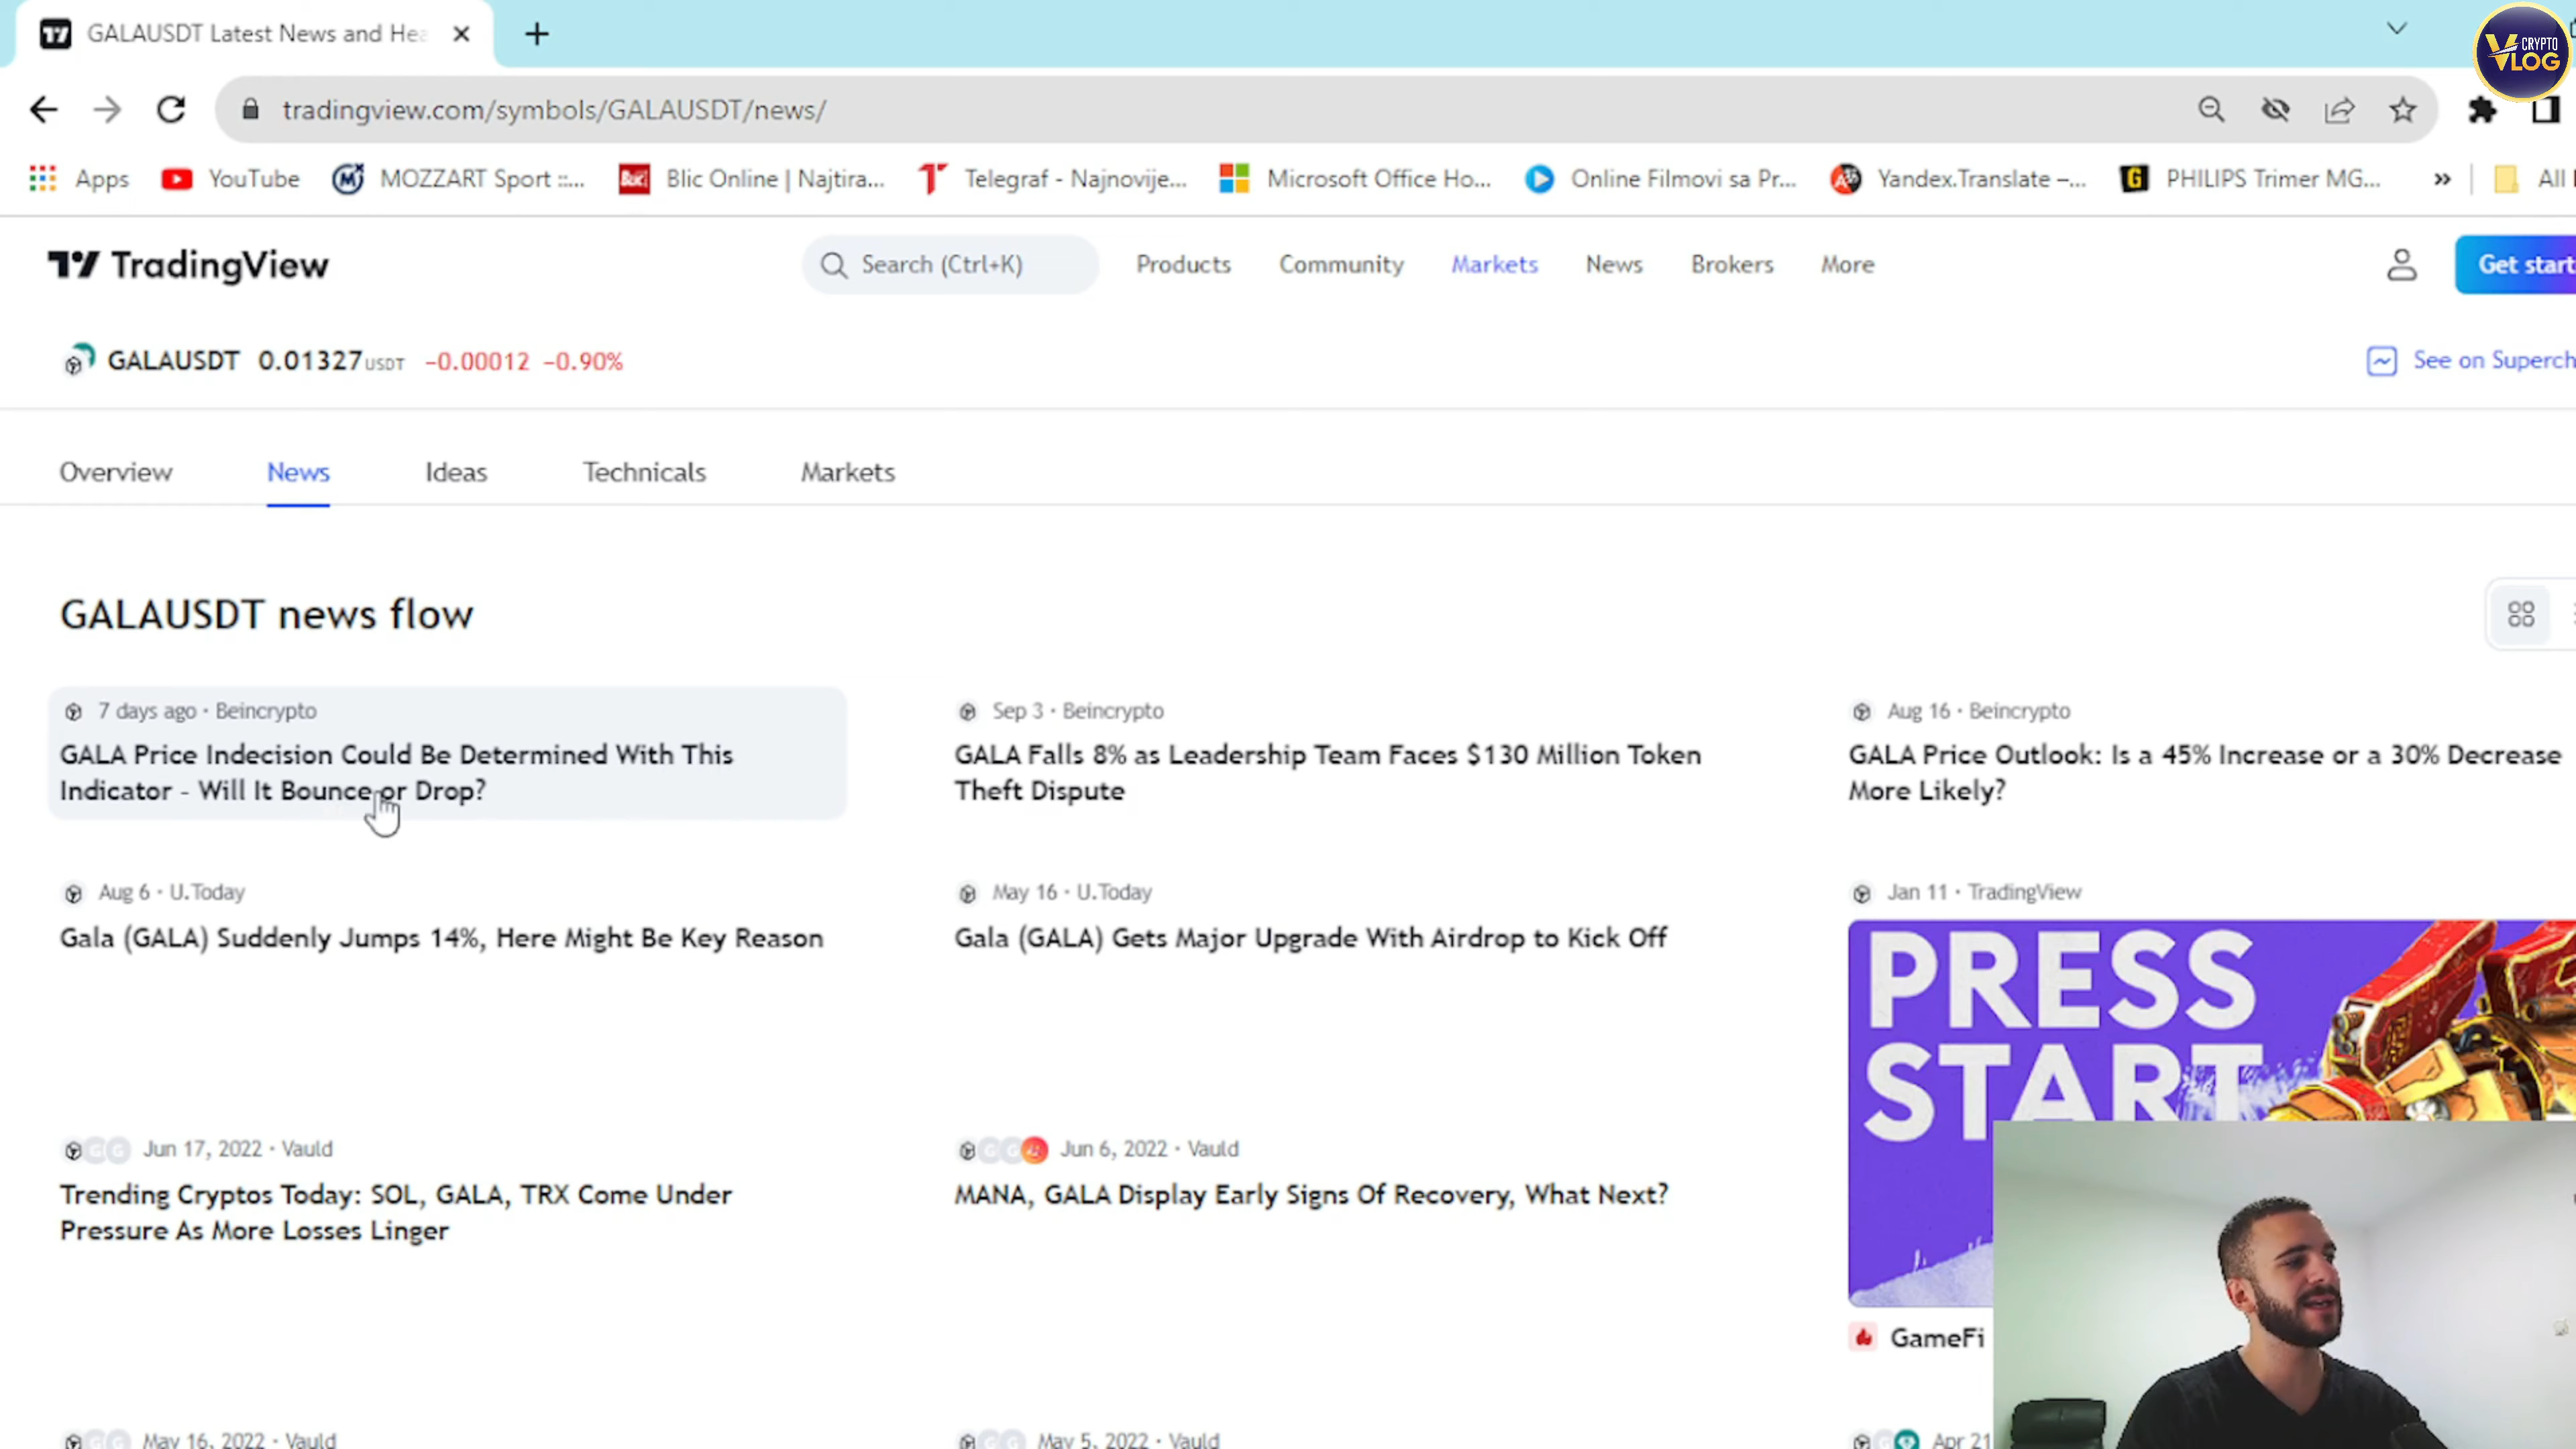 GALAUSDT Latest News and Hea
CRYPTO
VLOG
tradingview.com/symbols/GALAUSDT/news/
Apps YouTube MOZZART Sport ::... Blic Online | Najtira... Telegraf - Najnovije... Microsoft Office Ho... Online Filmovi sa Pr... Yandex.Translate –... PHILIPS Trimer MG... » All
TradingView Search (Ctrl+K) Products Community Markets News Brokers More Get start
GALAUSDT 0.01327 USDT −0.00012 −0.90% See on Superch
Overview News Ideas Technicals Markets
GALAUSDT news flow
7 days ago · Beincrypto
GALA Price Indecision Could Be Determined With This
Indicator - Will It Bounce or Drop?
Sep 3 · Beincrypto
GALA Falls 8% as Leadership Team Faces $130 Million Token
Theft Dispute
Aug 16 · Beincrypto
GALA Price Outlook: Is a 45% Increase or a 30% Decrease
More Likely?
Aug 6 · U.Today
Gala (GALA) Suddenly Jumps 14%, Here Might Be Key Reason
May 16 · U.Today
Gala (GALA) Gets Major Upgrade With Airdrop to Kick Off
Jan 11 · TradingView
PRESS
START
GameFi
Jun 17, 2022 · Vauld
Trending Cryptos Today: SOL, GALA, TRX Come Under
Pressure As More Losses Linger
Jun 6, 2022 · Vauld
MANA, GALA Display Early Signs Of Recovery, What Next?
May 16, 2022 · Vauld
May 5, 2022 · Vauld
Apr 21